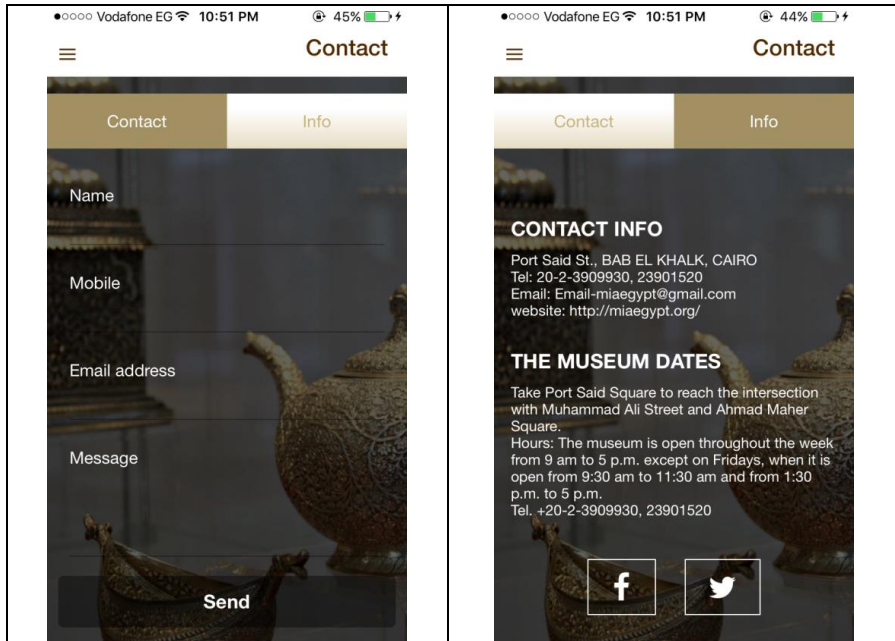 Vodafone EG 10:51 PM 45%
Contact
Contact Info
Name
Mobile
Email address
Message
Send
Vodafone EG 10:51 PM 44%
Contact
Contact Info
CONTACT INFO
Port Said St., BAB EL KHALK, CAIRO
Tel: 20-2-3909930, 23901520
Email: Email-miaegypt@gmail.com
website: http://miaegypt.org/
THE MUSEUM DATES
Take Port Said Square to reach the intersection
with Muhammad Ali Street and Ahmad Maher
Square.
Hours: The museum is open throughout the week
from 9 am to 5 p.m. except on Fridays, when it is
open from 9:30 am to 11:30 am and from 1:30
p.m. to 5 p.m.
Tel. +20-2-3909930, 23901520